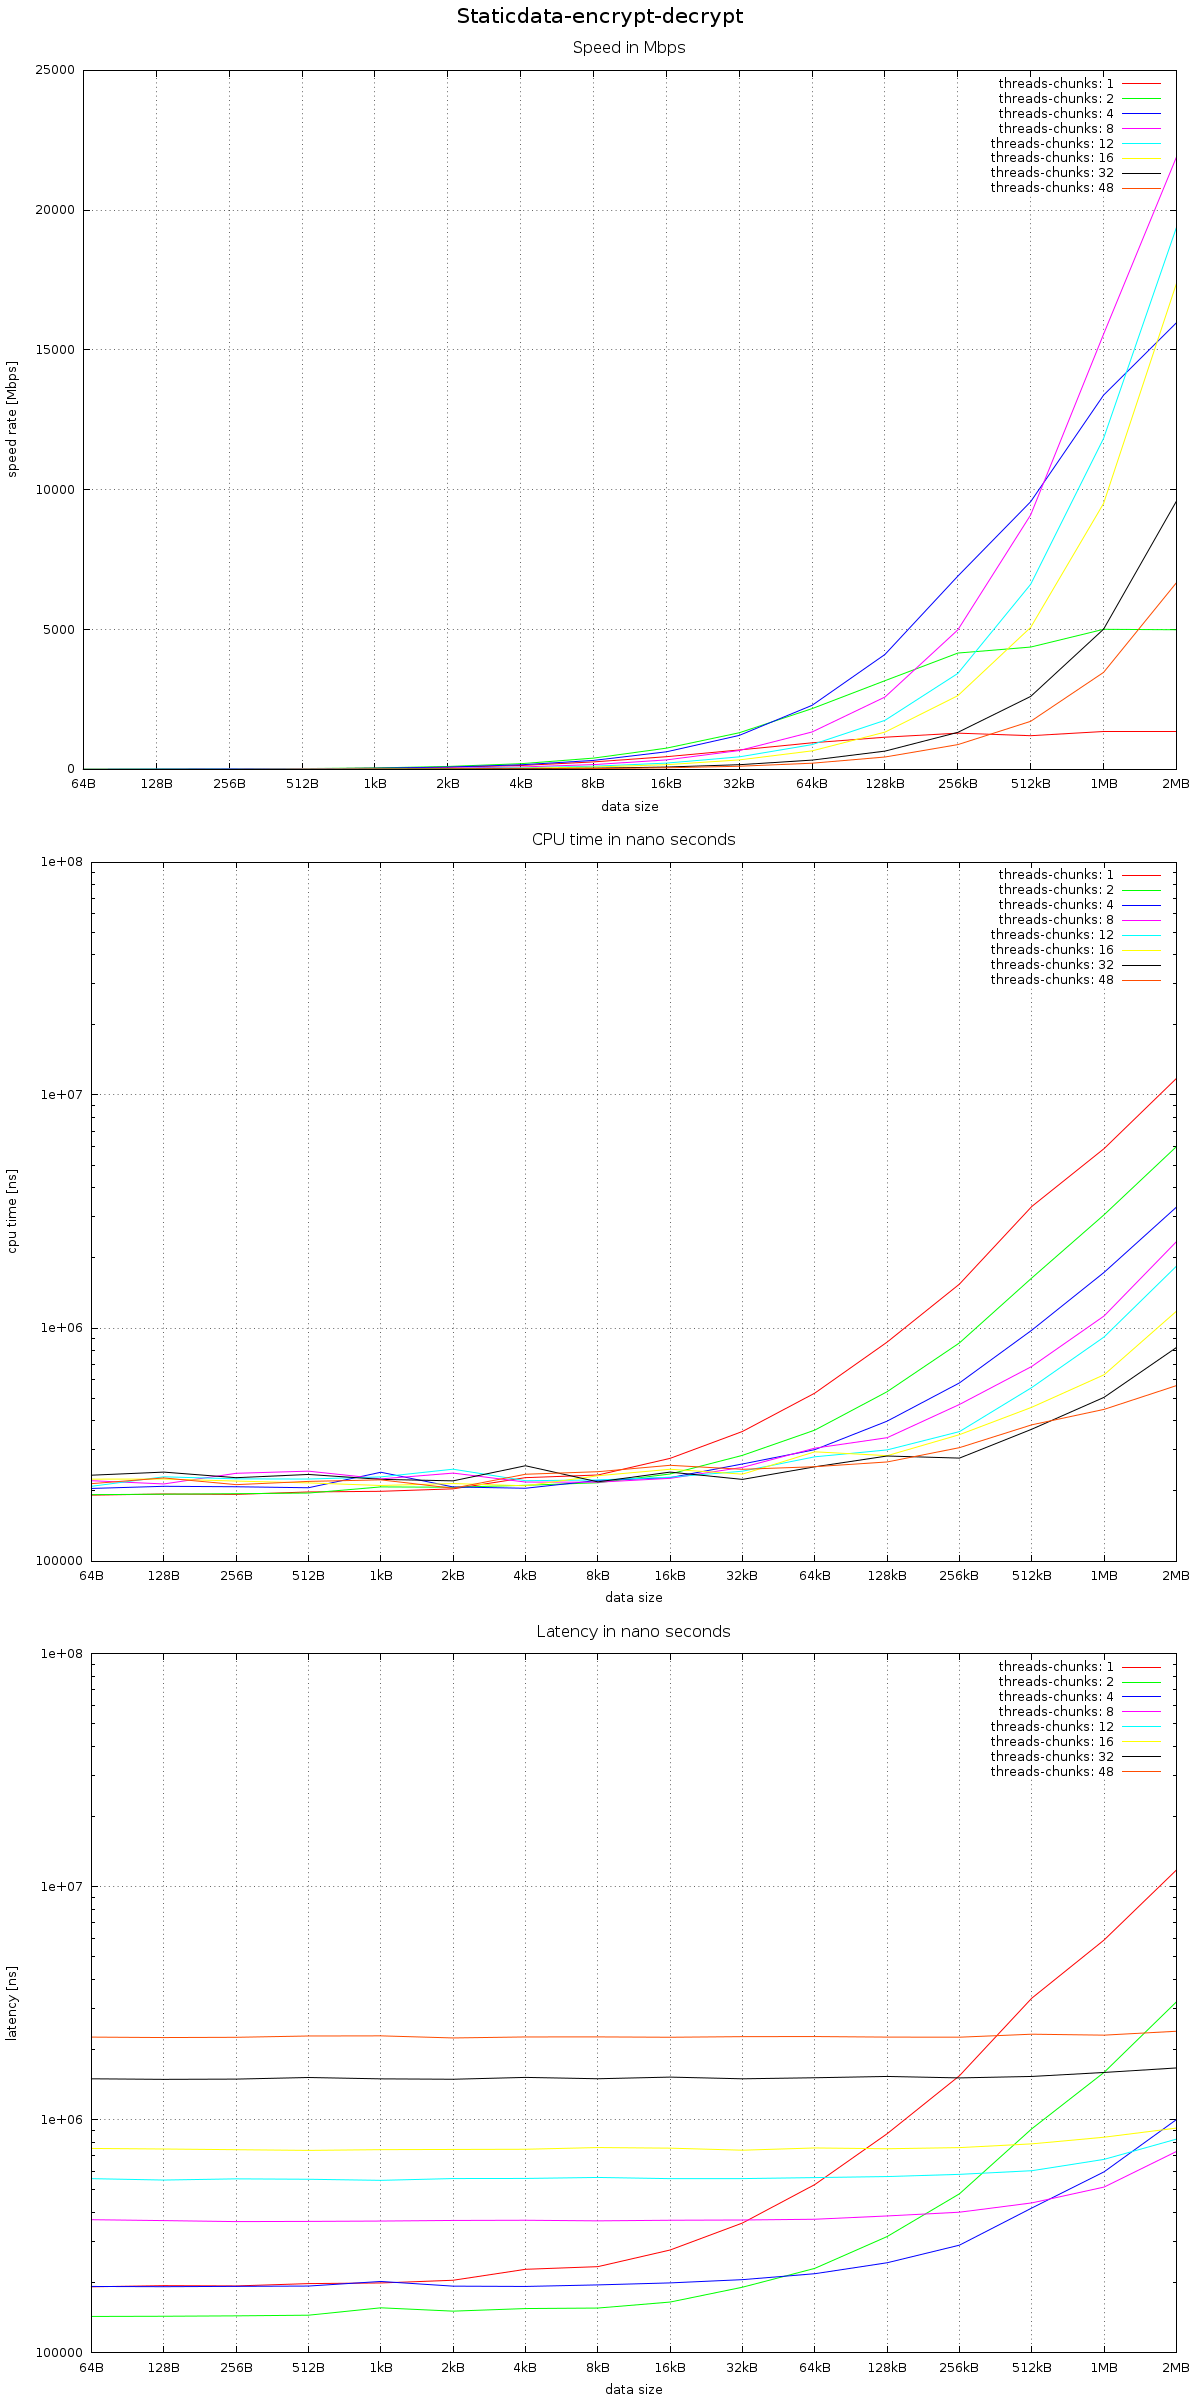 Staticdata-encrypt-decrypt
Speed in Mbps
25000
20000
15000
10000
5000
0
speed rate [Mbps]
threads-chunks: 1
threads-chunks: 2
threads-chunks: 4
threads-chunks: 8
threads-chunks: 12
threads-chunks: 16
threads-chunks: 32
threads-chunks: 48
64B 128B 256B 512B 1kB 2kB 4kB 8kB 16kB 32kB 64kB 128kB 256kB 512kB 1MB 2MB
data size
CPU time in nano seconds
1e+08
1e+07
1e+06
100000
cpu time [ns]
threads-chunks: 1
threads-chunks: 2
threads-chunks: 4
threads-chunks: 8
threads-chunks: 12
threads-chunks: 16
threads-chunks: 32
threads-chunks: 48
64B 128B 256B 512B 1kB 2kB 4kB 8kB 16kB 32kB 64kB 128kB 256kB 512kB 1MB 2MB
data size
Latency in nano seconds
1e+08
1e+07
1e+06
100000
latency [ns]
threads-chunks: 1
threads-chunks: 2
threads-chunks: 4
threads-chunks: 8
threads-chunks: 12
threads-chunks: 16
threads-chunks: 32
threads-chunks: 48
64B 128B 256B 512B 1kB 2kB 4kB 8kB 16kB 32kB 64kB 128kB 256kB 512kB 1MB 2MB
data size